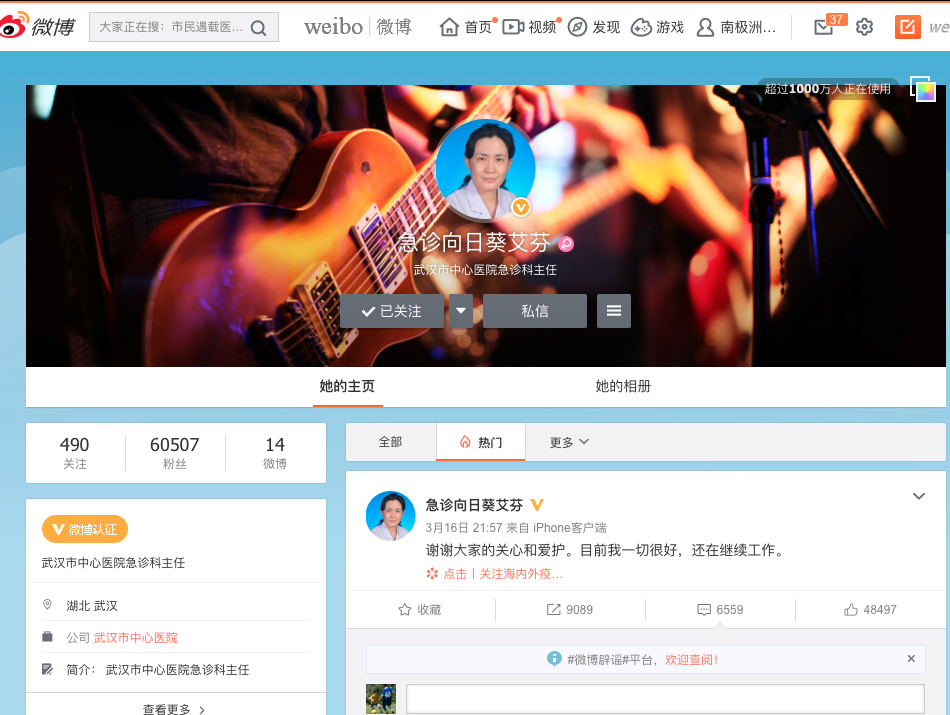 微博
大家正在搜：市民遇载医...
weibo | 微博
首页
视频
发现
游戏
南极洲...
37
we
超过1000万人正在使用
急诊向日葵艾芬
武汉市中心医院急诊科主任
已关注
私信
她的主页
她的相册
490
关注
60507
粉丝
14
微博
V 微博认证
武汉市中心医院急诊科主任
湖北 武汉
公司 武汉市中心医院
简介： 武汉市中心医院急诊科主任
查看更多 >
全部
热门
更多
急诊向日葵艾芬
3月16日 21:57 来自 iPhone客户端
谢谢大家的关心和爱护。目前我一切很好，还在继续工作。
点击丨关注海内外疫...
收藏
9089
6559
48497
#微博辟谣#平台，欢迎查阅！